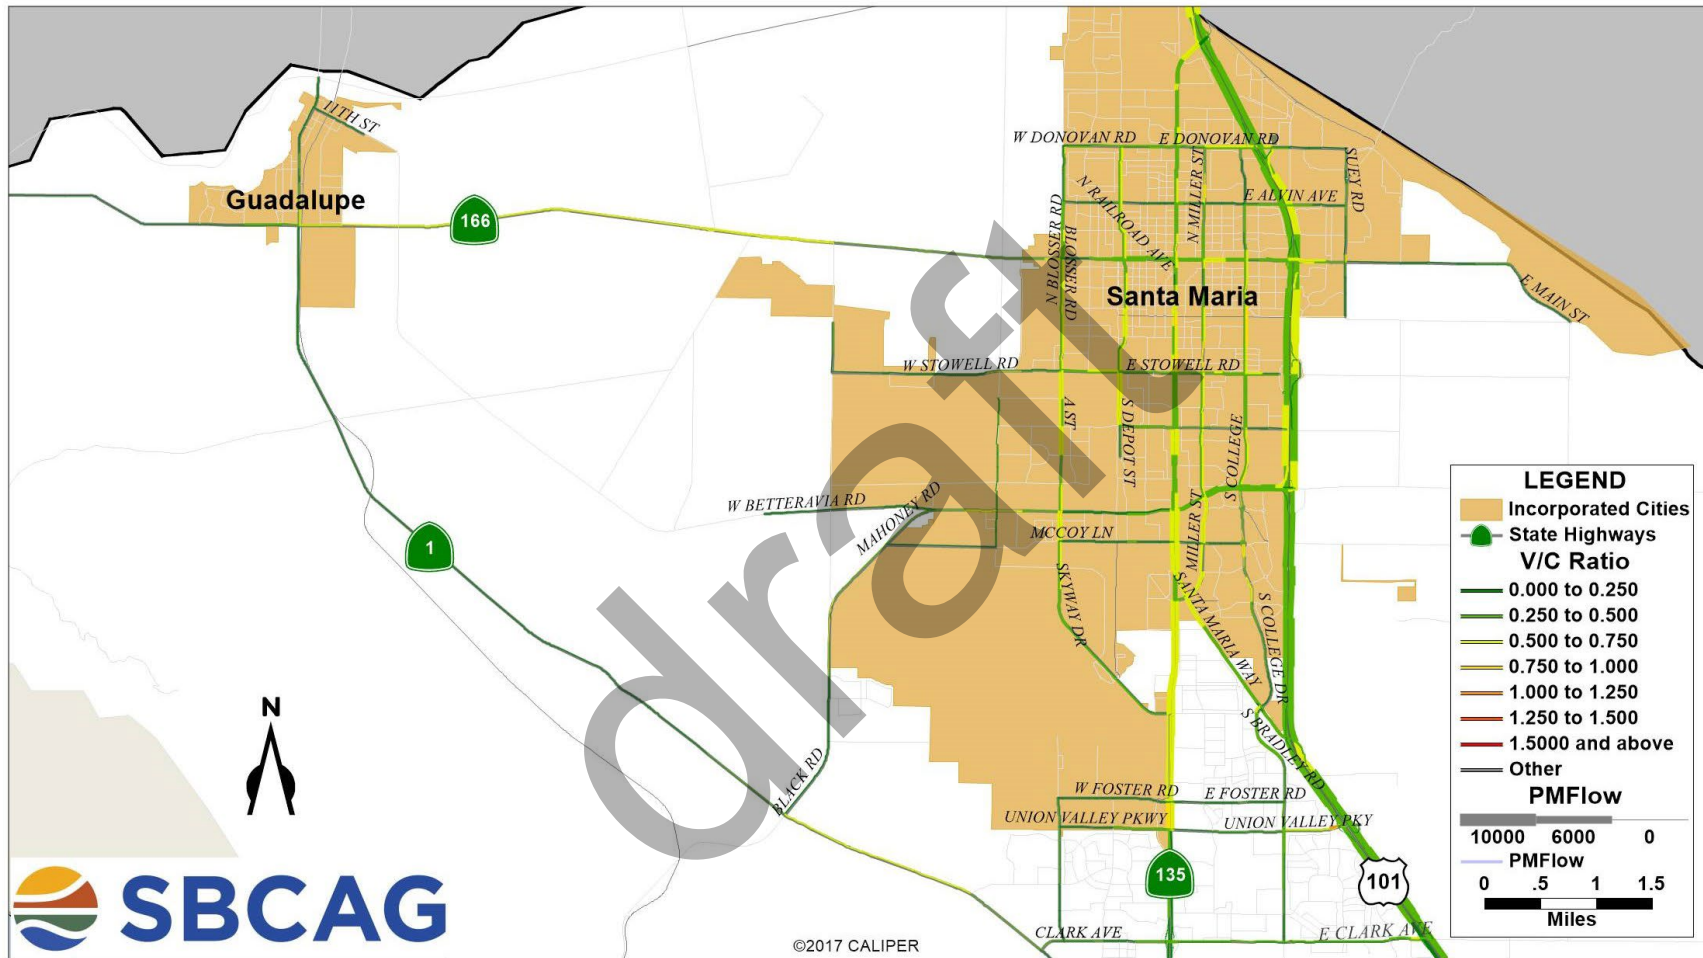 11TH ST
Guadalupe
166
W DONOVAN RD
E DONOVAN RD
SUEY RD
N MILLER ST
E ALVIN AVE
N RAILROAD AVE
N BLOSSER RD
BLOSSER RD
Santa Maria
E MAIN ST
W STOWELL RD
E STOWELL RD
A ST
S DEPOT ST
S COLLEGE
W BETTERAVIA RD
MAHONEY RD
MCCOY LN
MILLER ST
1
SKYWAY DR
SANTA MARIA WAY
S COLLEGE DR
S BRADLEY RD
BLACK RD
W FOSTER RD
E FOSTER RD
UNION VALLEY PKWY
UNION VALLEY PKY
135
101
CLARK AVE
E CLARK AVE
draft
N
SBCAG
©2017 CALIPER
LEGEND
Incorporated Cities
State Highways
V/C Ratio
0.000 to 0.250
0.250 to 0.500
0.500 to 0.750
0.750 to 1.000
1.000 to 1.250
1.250 to 1.500
1.5000 and above
Other
PMFlow
10000 6000 0
PMFlow
0 .5 1 1.5
Miles